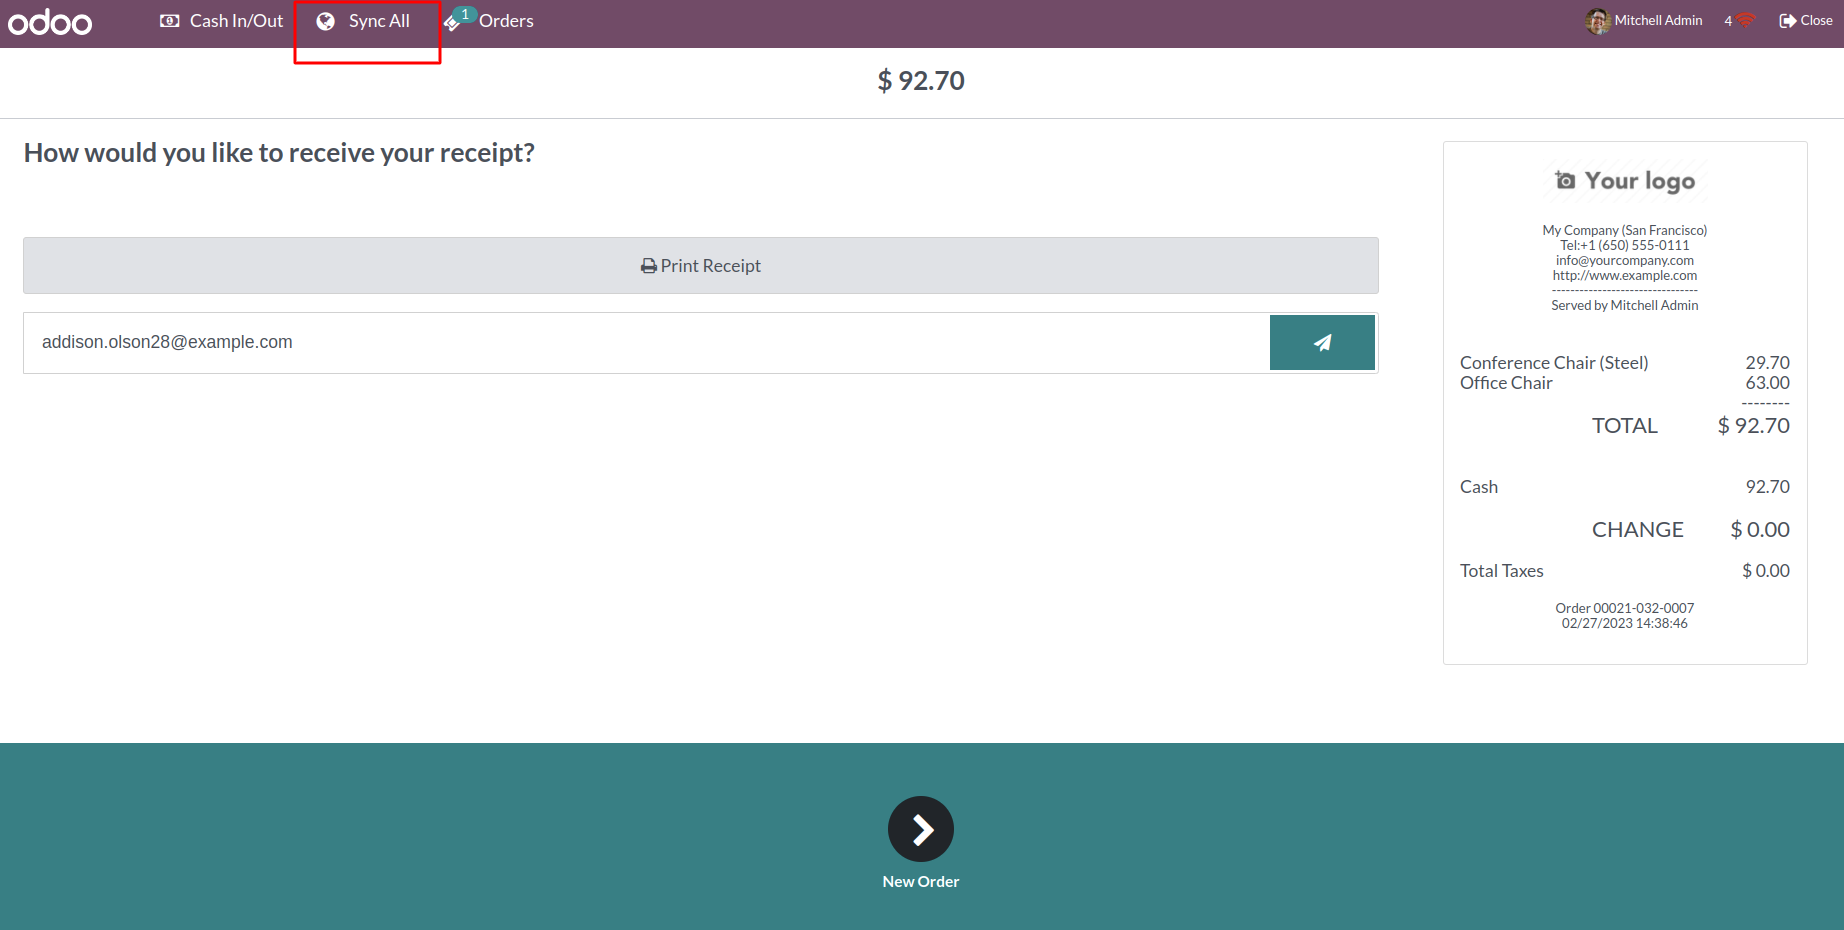 odoo Cash In/Out Sync All 1 Orders Mitchell Admin 4 Close
$ 92.70
How would you like to receive your receipt?
Print Receipt
addison.olson28@example.com
Your logo
My Company (San Francisco)
Tel:+1 (650) 555-0111
info@yourcompany.com
http://www.example.com
--------------------------------
Served by Mitchell Admin
Conference Chair (Steel) 29.70
Office Chair 63.00
--------
TOTAL $ 92.70
Cash 92.70
CHANGE $ 0.00
Total Taxes $ 0.00
Order 00021-032-0007
02/27/2023 14:38:46
New Order